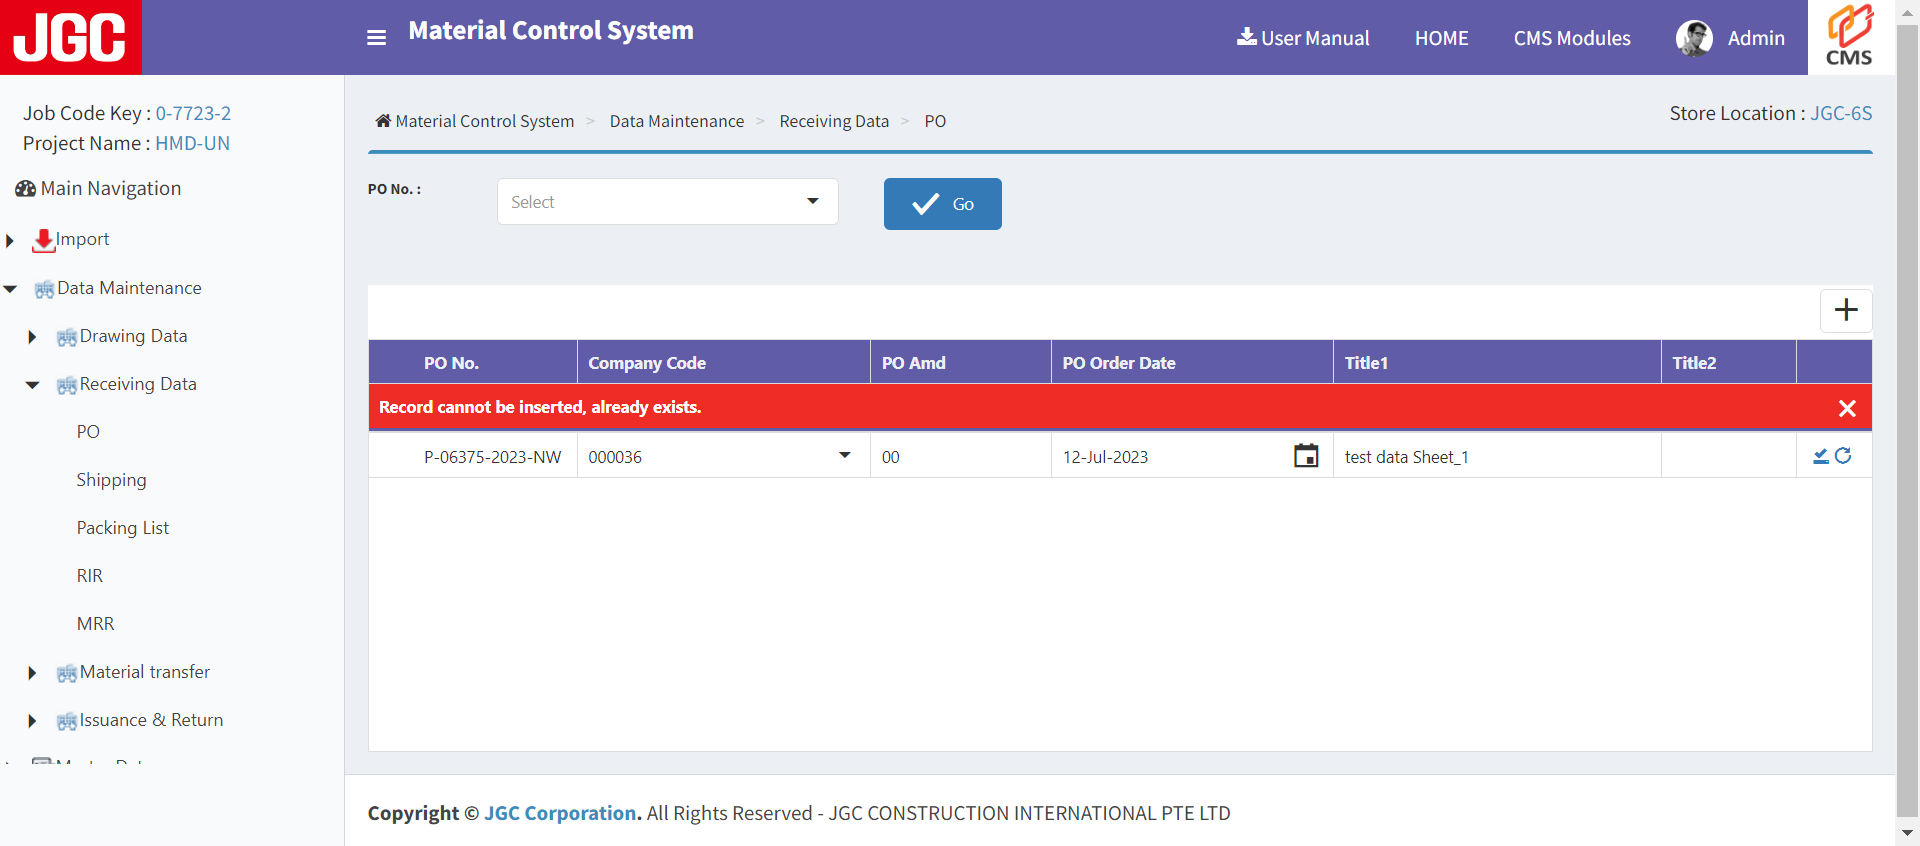 JGC
Material Control System
User Manual
HOME
CMS Modules
Admin
CMS
Job Code Key : 0-7723-2
Project Name : HMD-UN
Main Navigation
Import
Data Maintenance
Drawing Data
Receiving Data
PO
Shipping
Packing List
RIR
MRR
Material transfer
Issuance & Return
Material Control System > Data Maintenance > Receiving Data > PO
Store Location : JGC-6S
PO No. :
Select
Go
PO No. Company Code PO Amd PO Order Date Title1 Title2
Record cannot be inserted, already exists.
P-06375-2023-NW 000036 00 12-Jul-2023 test data Sheet_1
Copyright © JGC Corporation. All Rights Reserved - JGC CONSTRUCTION INTERNATIONAL PTE LTD